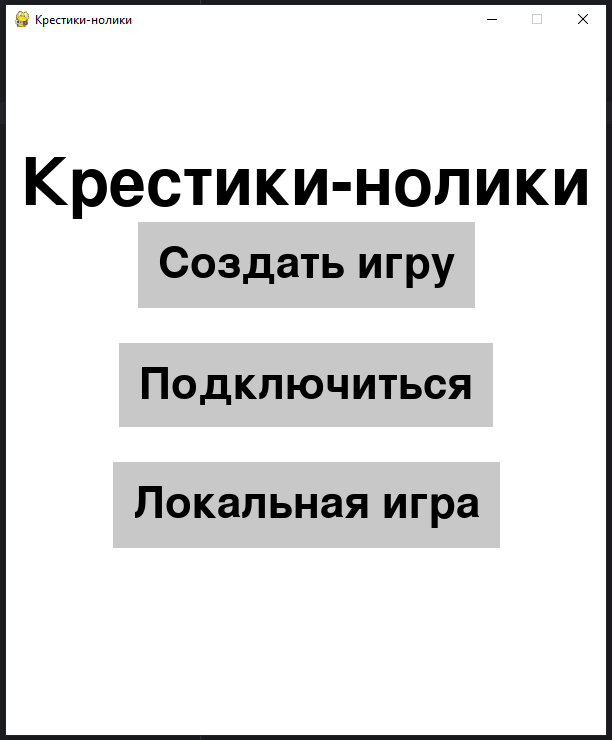 Крестики-нолики
Крестики-нолики
Создать игру
Подключиться
Локальная игра